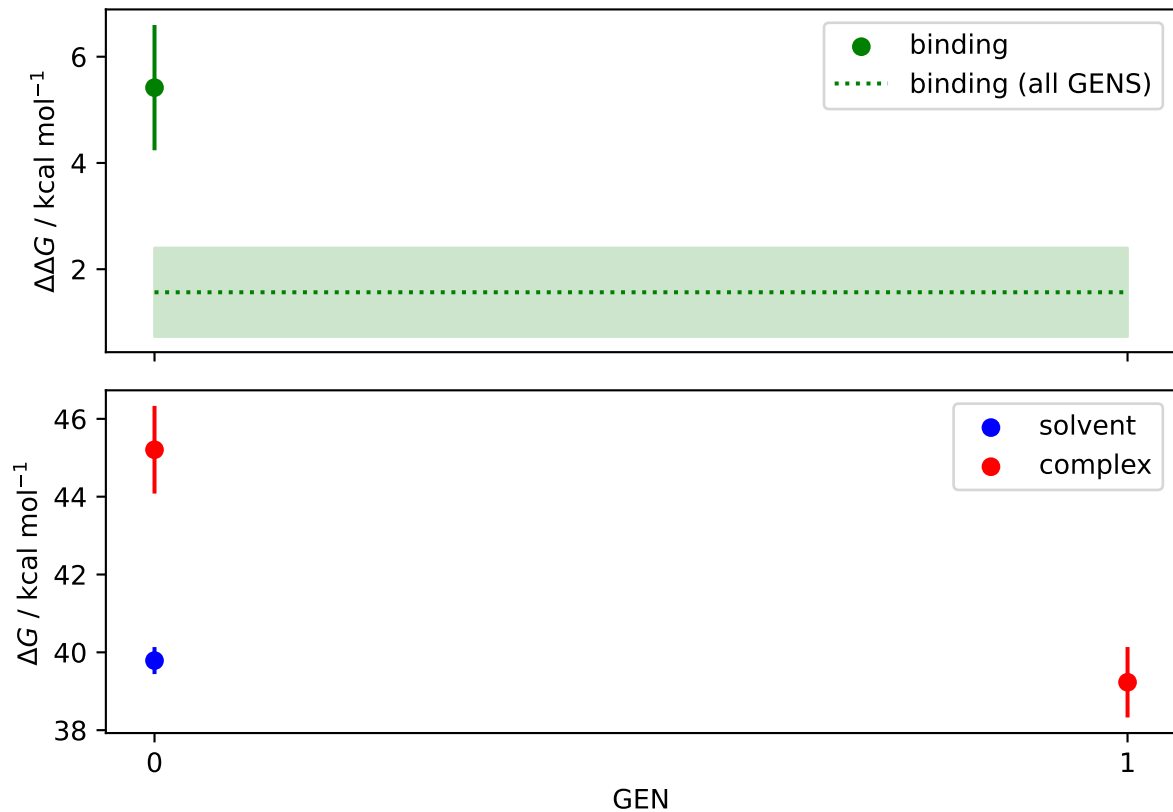 6
4
2
ΔΔG / kcal mol⁻¹
binding
binding (all GENS)
46
44
42
40
38
ΔG / kcal mol⁻¹
solvent
complex
0
1
GEN